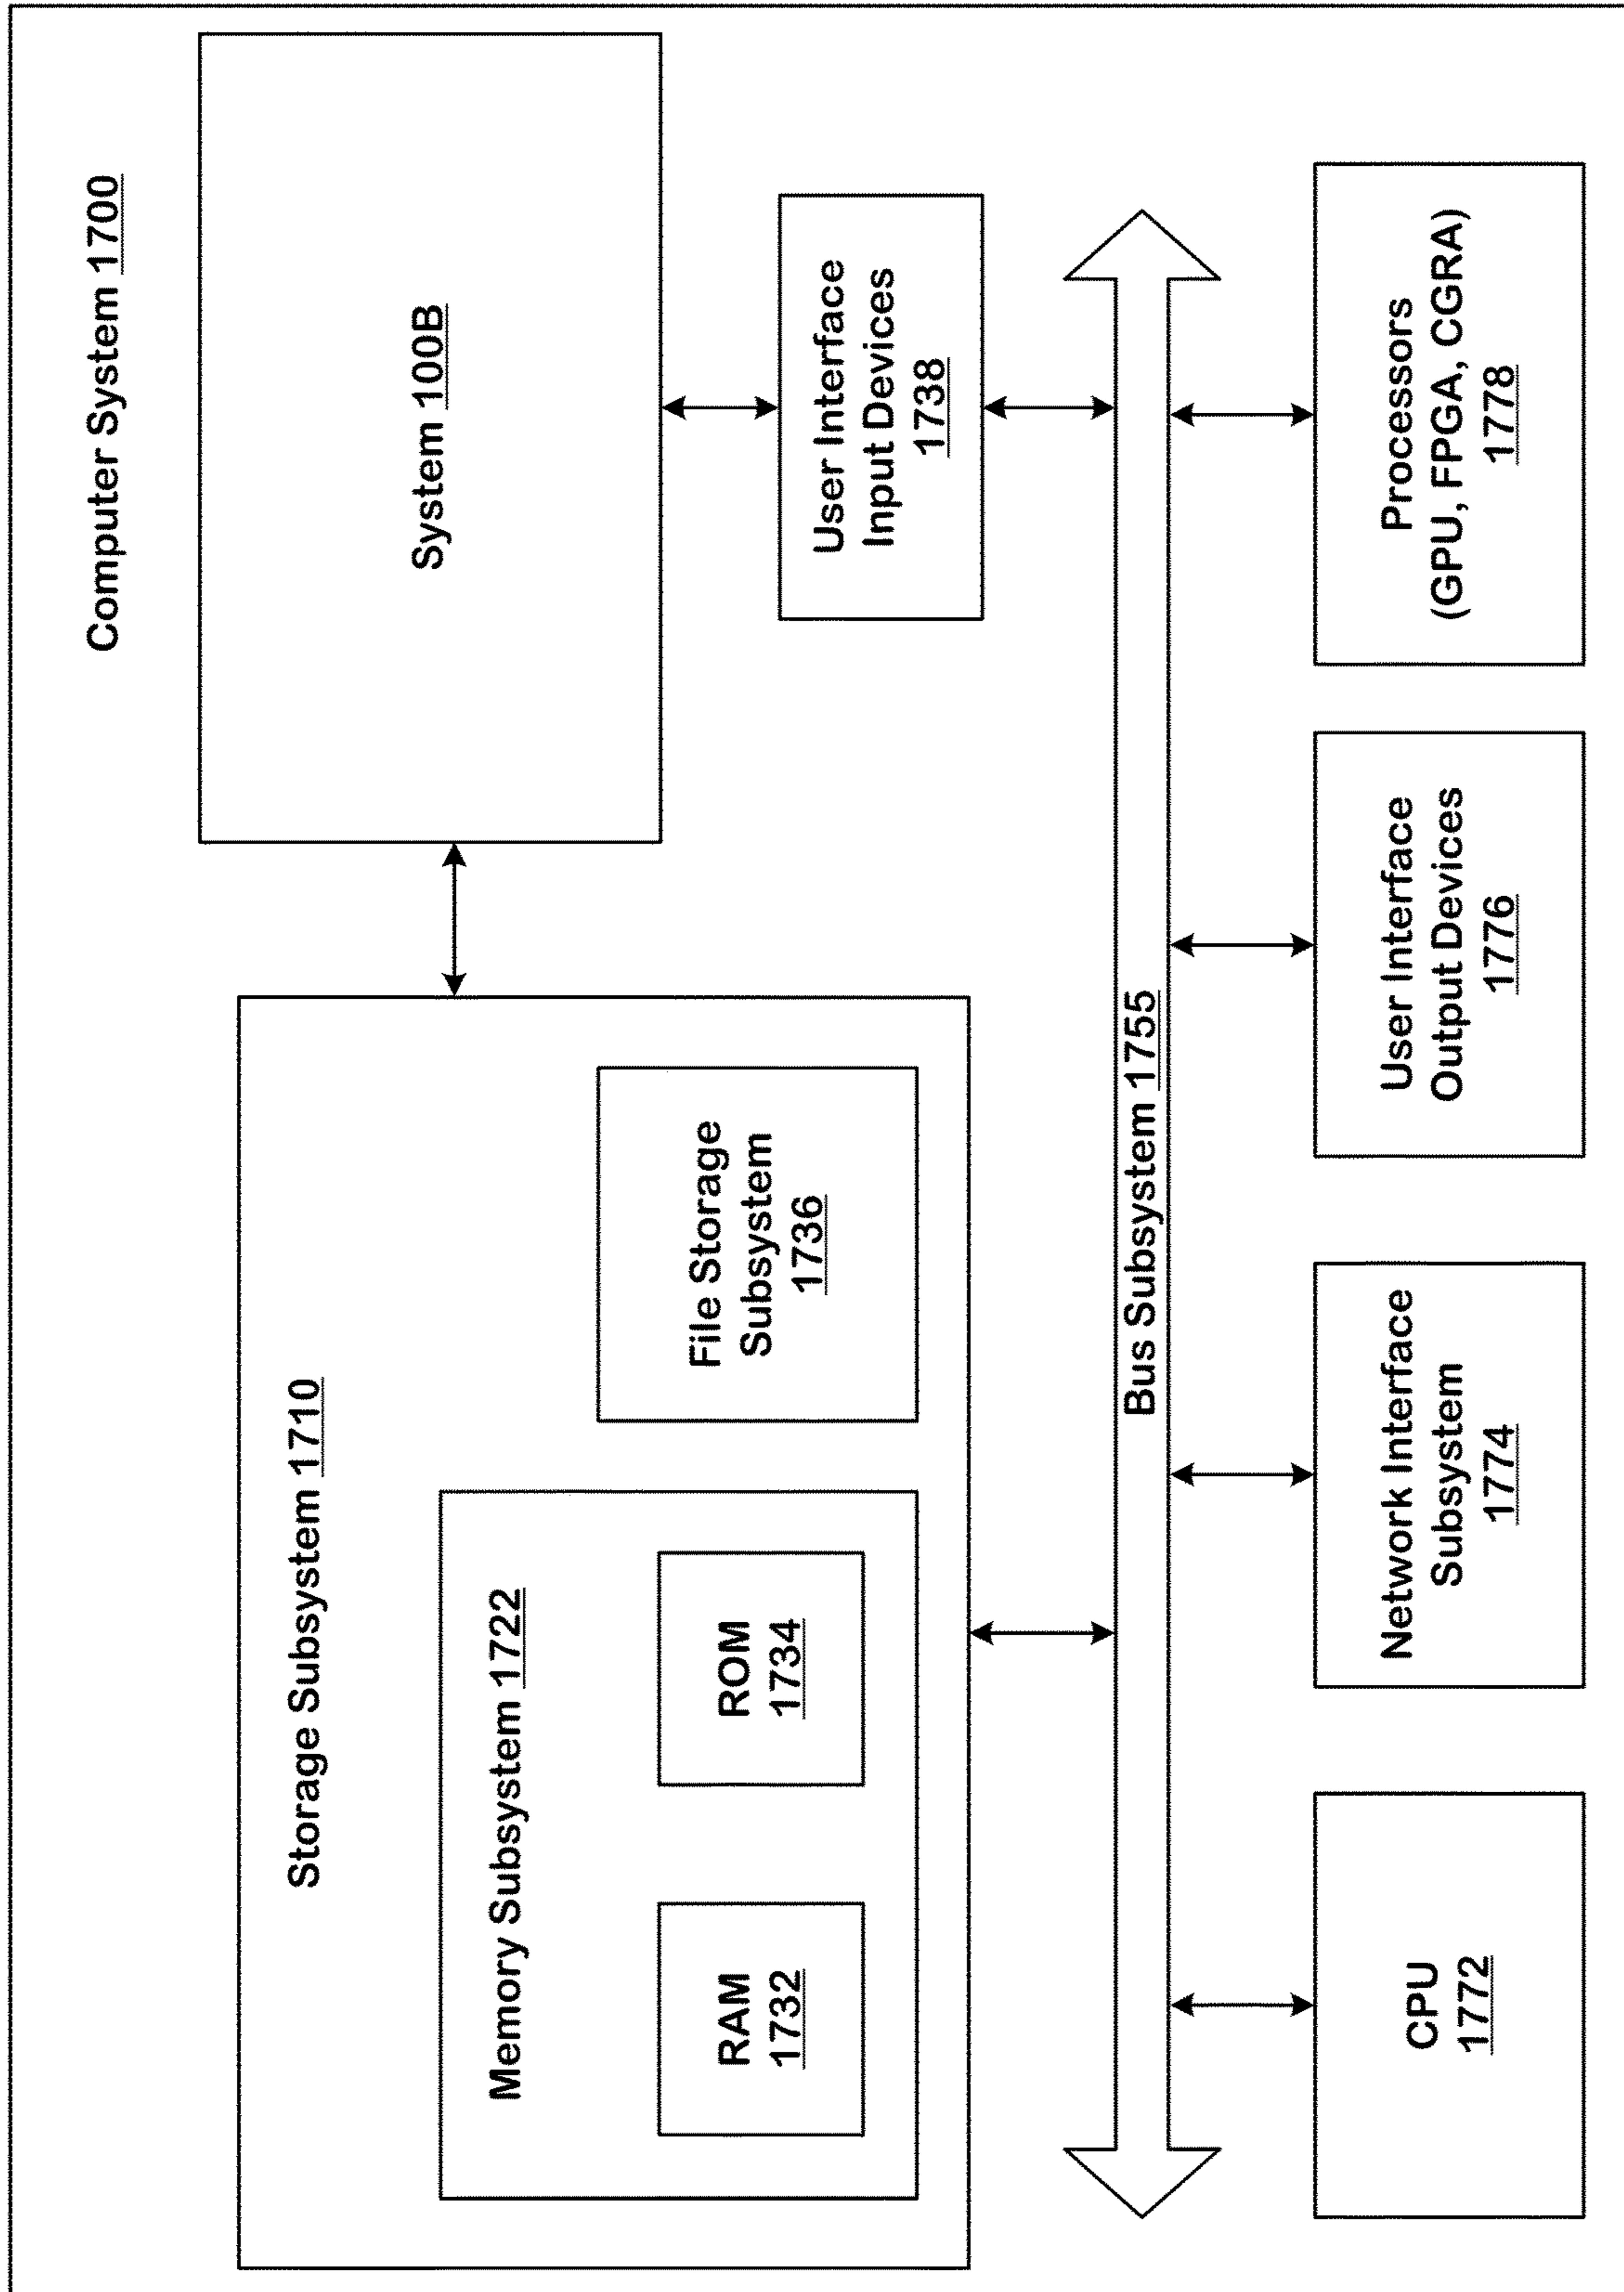 Computer System 1700
Storage Subsystem 1710
Memory Subsystem 1722
RAM
1732
ROM
1734
File Storage
Subsystem
1736
System 100B
User Interface
Input Devices
1738
Bus Subsystem 1755
CPU
1772
Network Interface
Subsystem
1774
User Interface
Output Devices
1776
Processors
(GPU, FPGA, CGRA)
1778